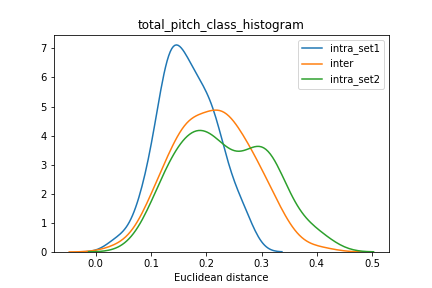 total_pitch_class_histogram
intra_set1
inter
intra_set2
7
6
5
4
3
2
1
0
0.0 0.1 0.2 0.3 0.4 0.5
Euclidean distance